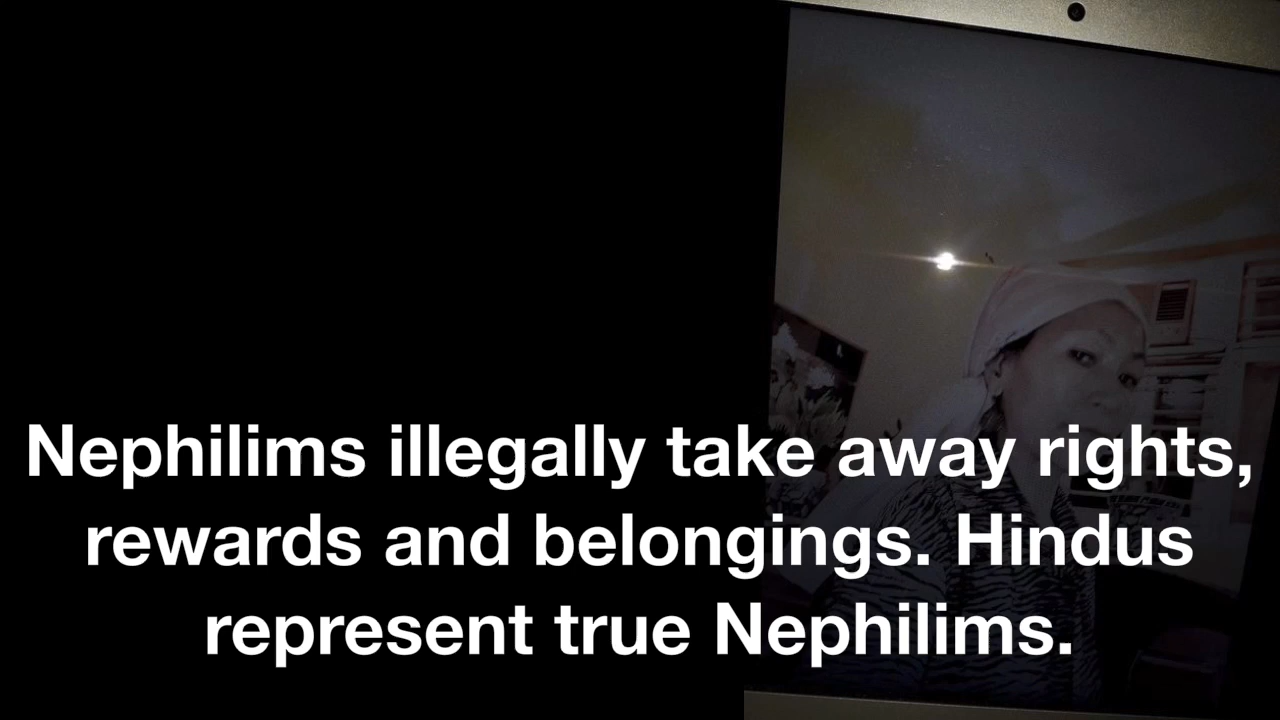 Nephilims illegally take away rights,
rewards and belongings. Hindus
represent true Nephilims.